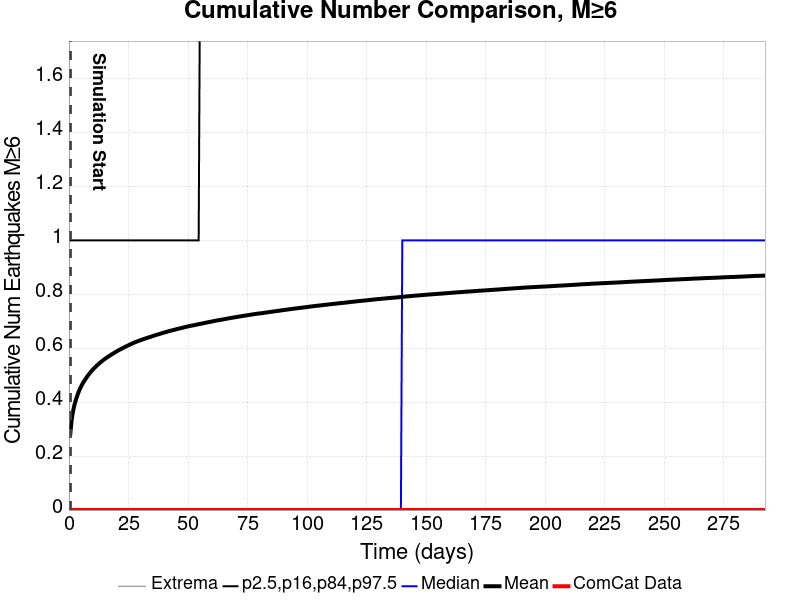 Cumulative Number Comparison, M≥6
Cumulative Num Earthquakes M≥6
1.6
1.4
1.2
1
0.8
0.6
0.4
0.2
0
Simulation Start
0 25 50 75 100 125 150 175 200 225 250 275
Time (days)
Extrema p2.5,p16,p84,p97.5 Median Mean ComCat Data